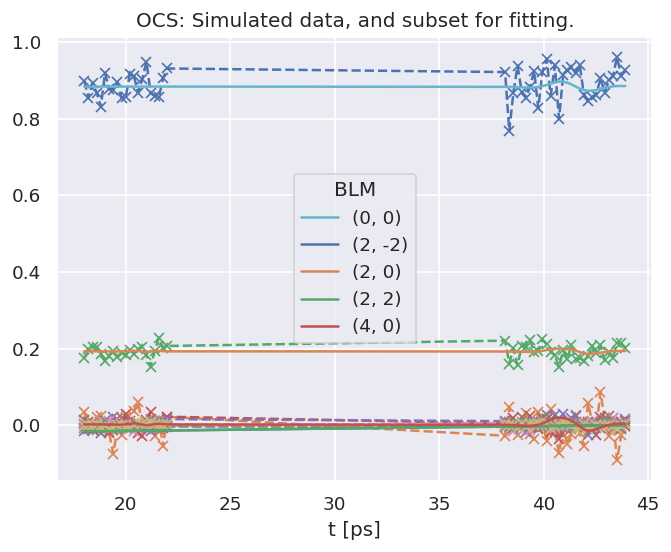 OCS: Simulated data, and subset for fitting.
1.0
0.8
0.6
0.4
0.2
0.0
BLM
(0, 0)
(2, -2)
(2, 0)
(2, 2)
(4, 0)
20 25 30 35 40 45
t [ps]